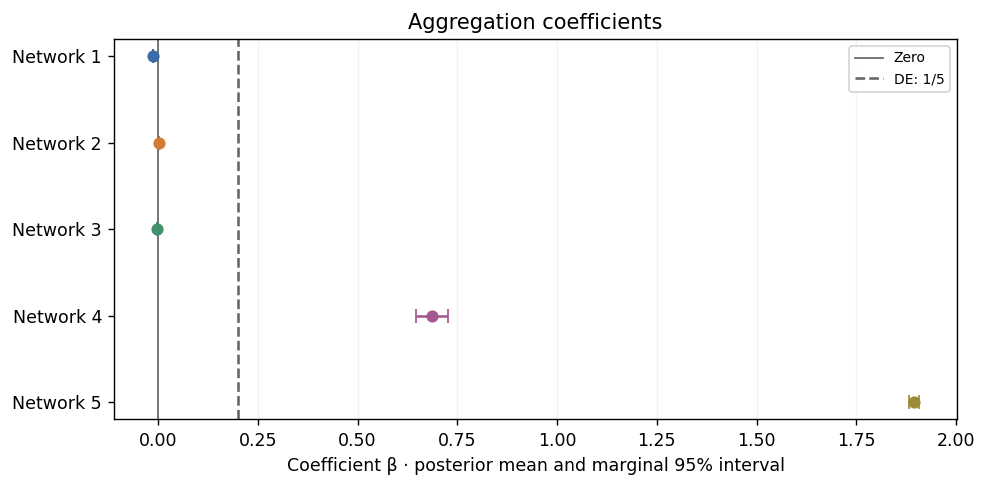 Aggregation coefficients
Network 1
Network 2
Network 3
Network 4
Network 5
Zero
DE: 1/5
0.00 0.25 0.50 0.75 1.00 1.25 1.50 1.75 2.00
Coefficient β · posterior mean and marginal 95% interval